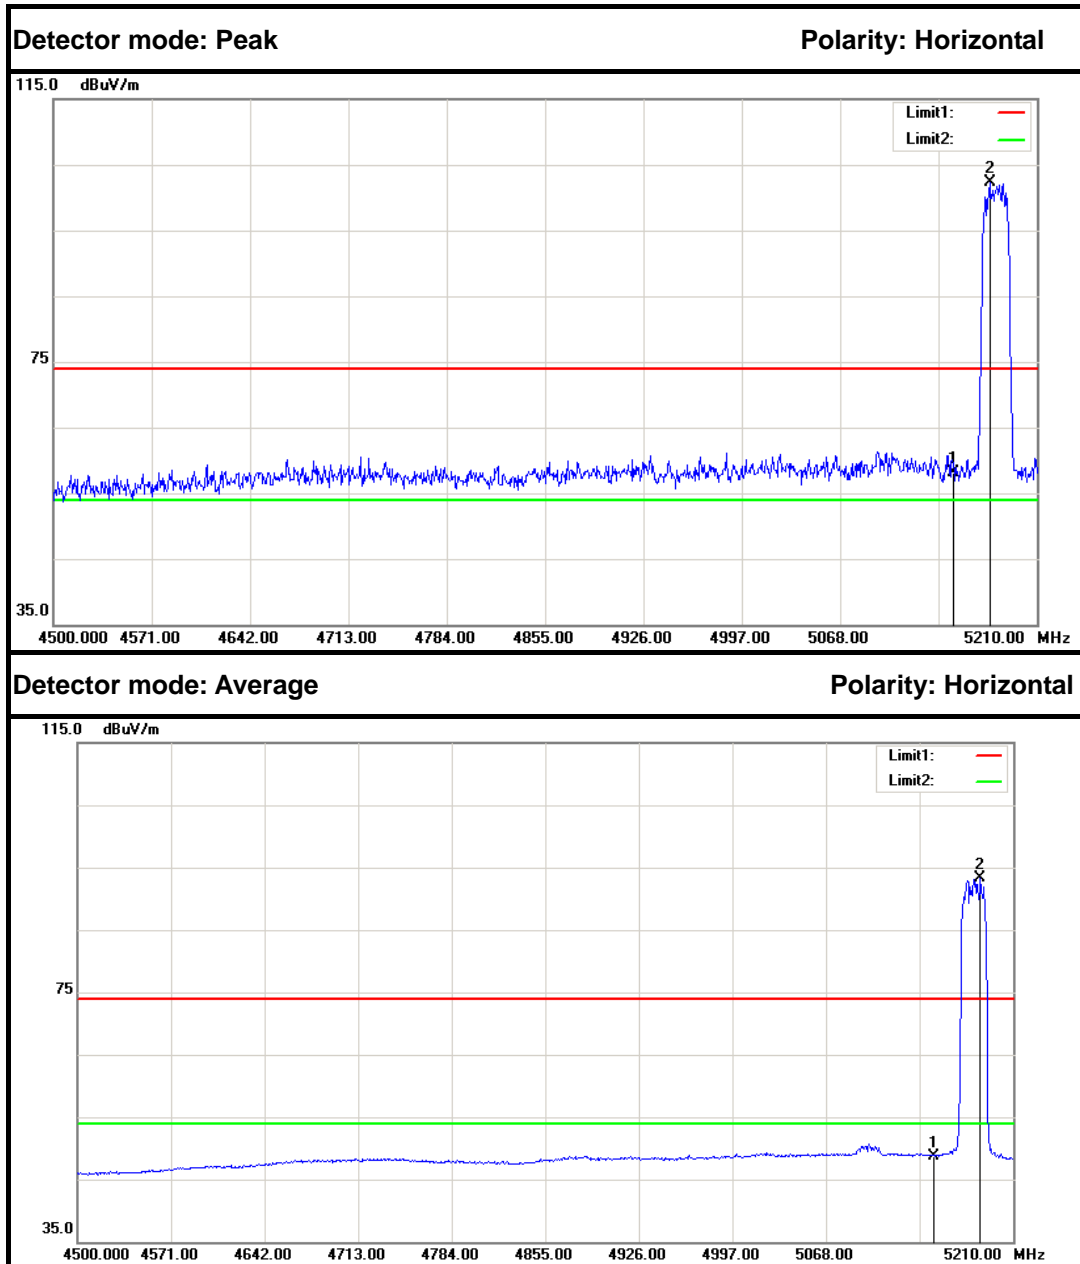 Detector mode: Peak Polarity: Horizontal
115.0 dBuV/m
Limit1:
Limit2:
2
75
1
35.0
4500.000 4571.00 4642.00 4713.00 4784.00 4855.00 4926.00 4997.00 5068.00 5210.00 MHz
Detector mode: Average Polarity: Horizontal
115.0 dBuV/m
Limit1:
Limit2:
2
75
1
35.0
4500.000 4571.00 4642.00 4713.00 4784.00 4855.00 4926.00 4997.00 5068.00 5210.00 MHz